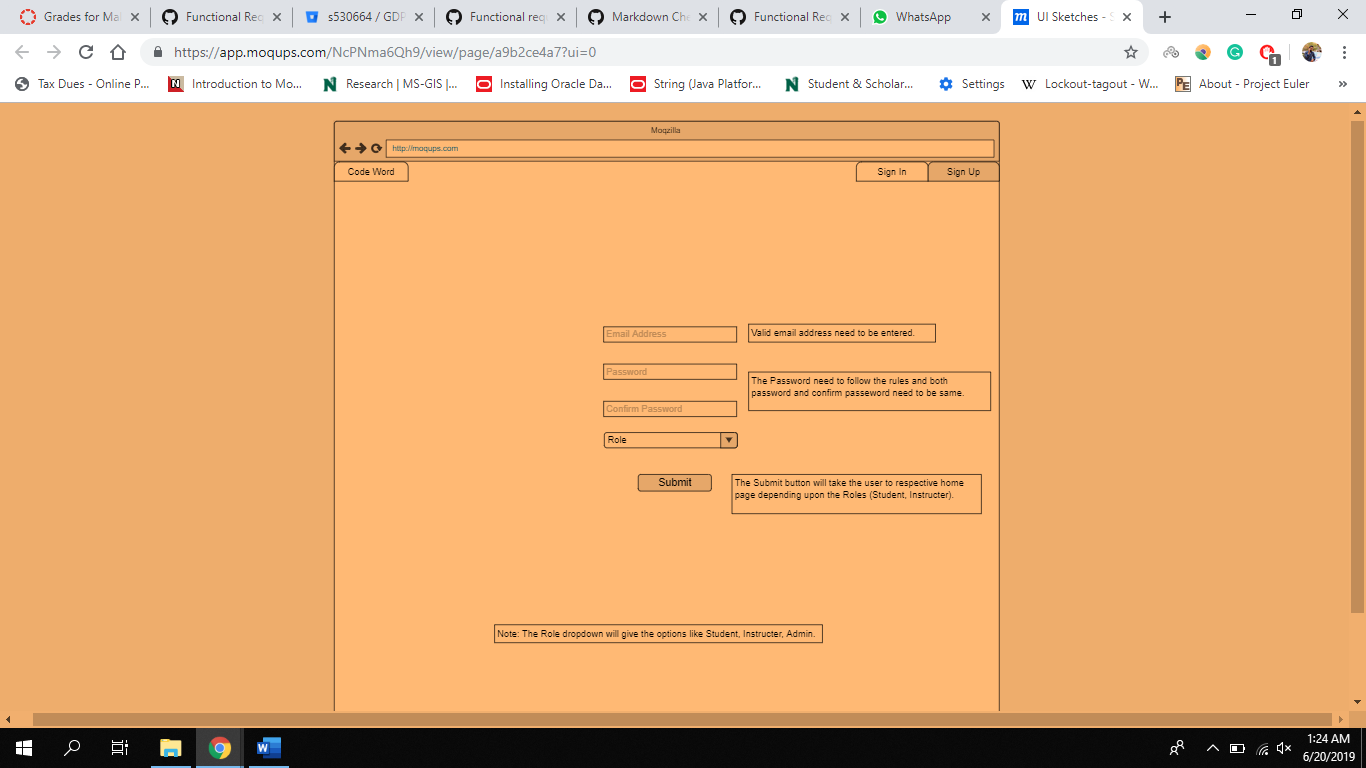 Grades for Mal
Functional Req
s530664 / GDP
Functional requ
Markdown Che
Functional Req
WhatsApp
UI Sketches - S
https://app.moqups.com/NcPNma6Qh9/view/page/a9b2ce4a7?ui=0
1
Tax Dues - Online P...
Introduction to Mo...
Research | MS-GIS |...
Installing Oracle Da...
String (Java Platfor...
Student & Scholar...
Settings
Lockout-tagout - W...
About - Project Euler
»
Moqzilla
http://moqups.com
Code Word
Sign In
Sign Up
Email Address
Valid email address need to be entered.
Password
The Password need to follow the rules and both
password and confirm passeword need to be same.
Confirm Password
Role
Submit
The Submit button will take the user to respective home
page depending upon the Roles (Student, Instructer).
Note: The Role dropdown will give the options like Student, Instructer, Admin.
1:24 AM
6/20/2019